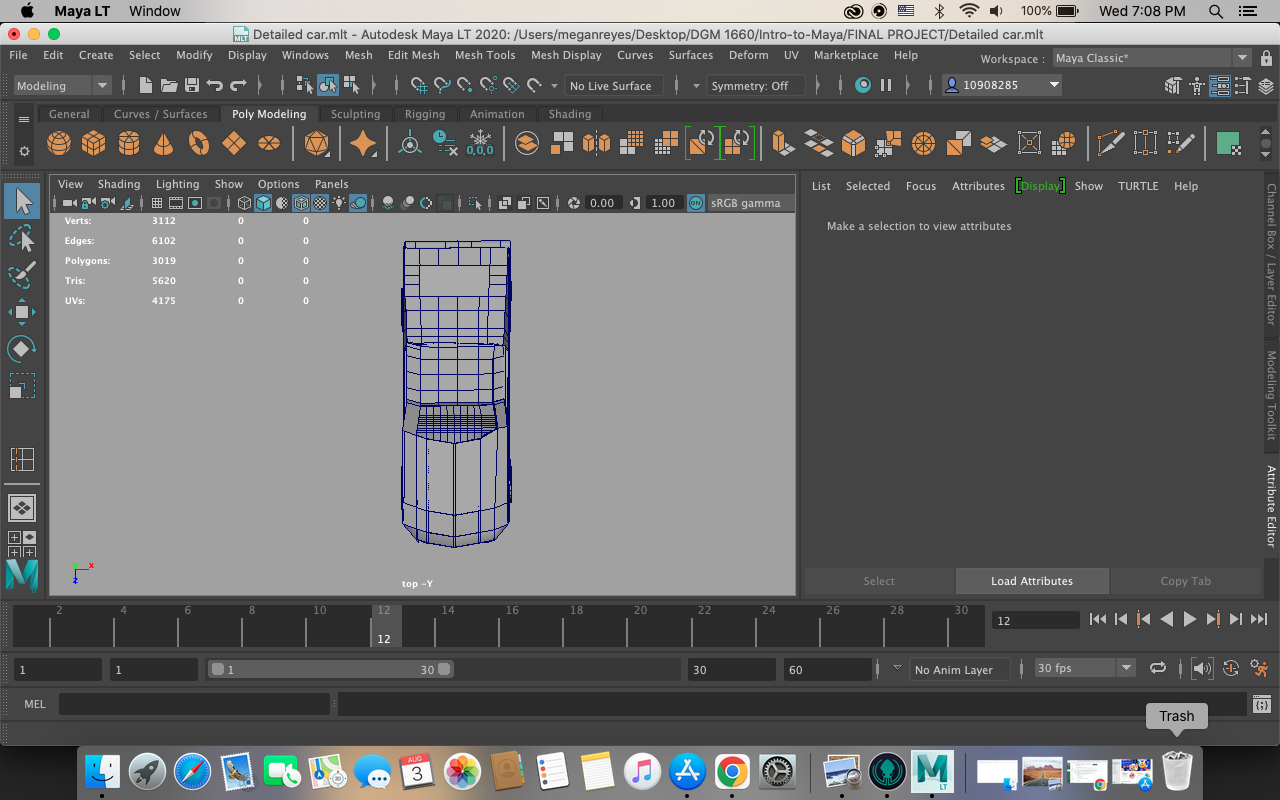 Maya LT Window 100% Wed 7:08 PM
Detailed car.mlt - Autodesk Maya LT 2020: /Users/meganreyes/Desktop/DGM 1660/Intro-to-Maya/FINAL PROJECT/Detailed car.mlt
File Edit Create Select Modify Display Windows Mesh Edit Mesh Mesh Tools Mesh Display Curves Surfaces Deform UV Marketplace Help Workspace : Maya Classic*
Modeling No Live Surface Symmetry: Off 10908285
General Curves / Surfaces Poly Modeling Sculpting Rigging Animation Shading
0,0,0
View Shading Lighting Show Options Panels
List Selected Focus Attributes [Display] Show TURTLE Help
0.00 1.00 ON sRGB gamma
Make a selection to view attributes
Verts: 3112 0 0
Edges: 6102 0 0
Polygons: 3019 0 0
Tris: 5620 0 0
UVs: 4175 0 0
Channel Box / Layer Editor
Modeling Toolkit
Attribute Editor
x
z
top -Y
Select Load Attributes Copy Tab
2 4 6 8 10 12 14 16 18 20 22 24 26 28 30
12
12
1 1 1 30 30 60 No Anim Layer 30 fps
MEL
Trash
AUG
3
M
LT